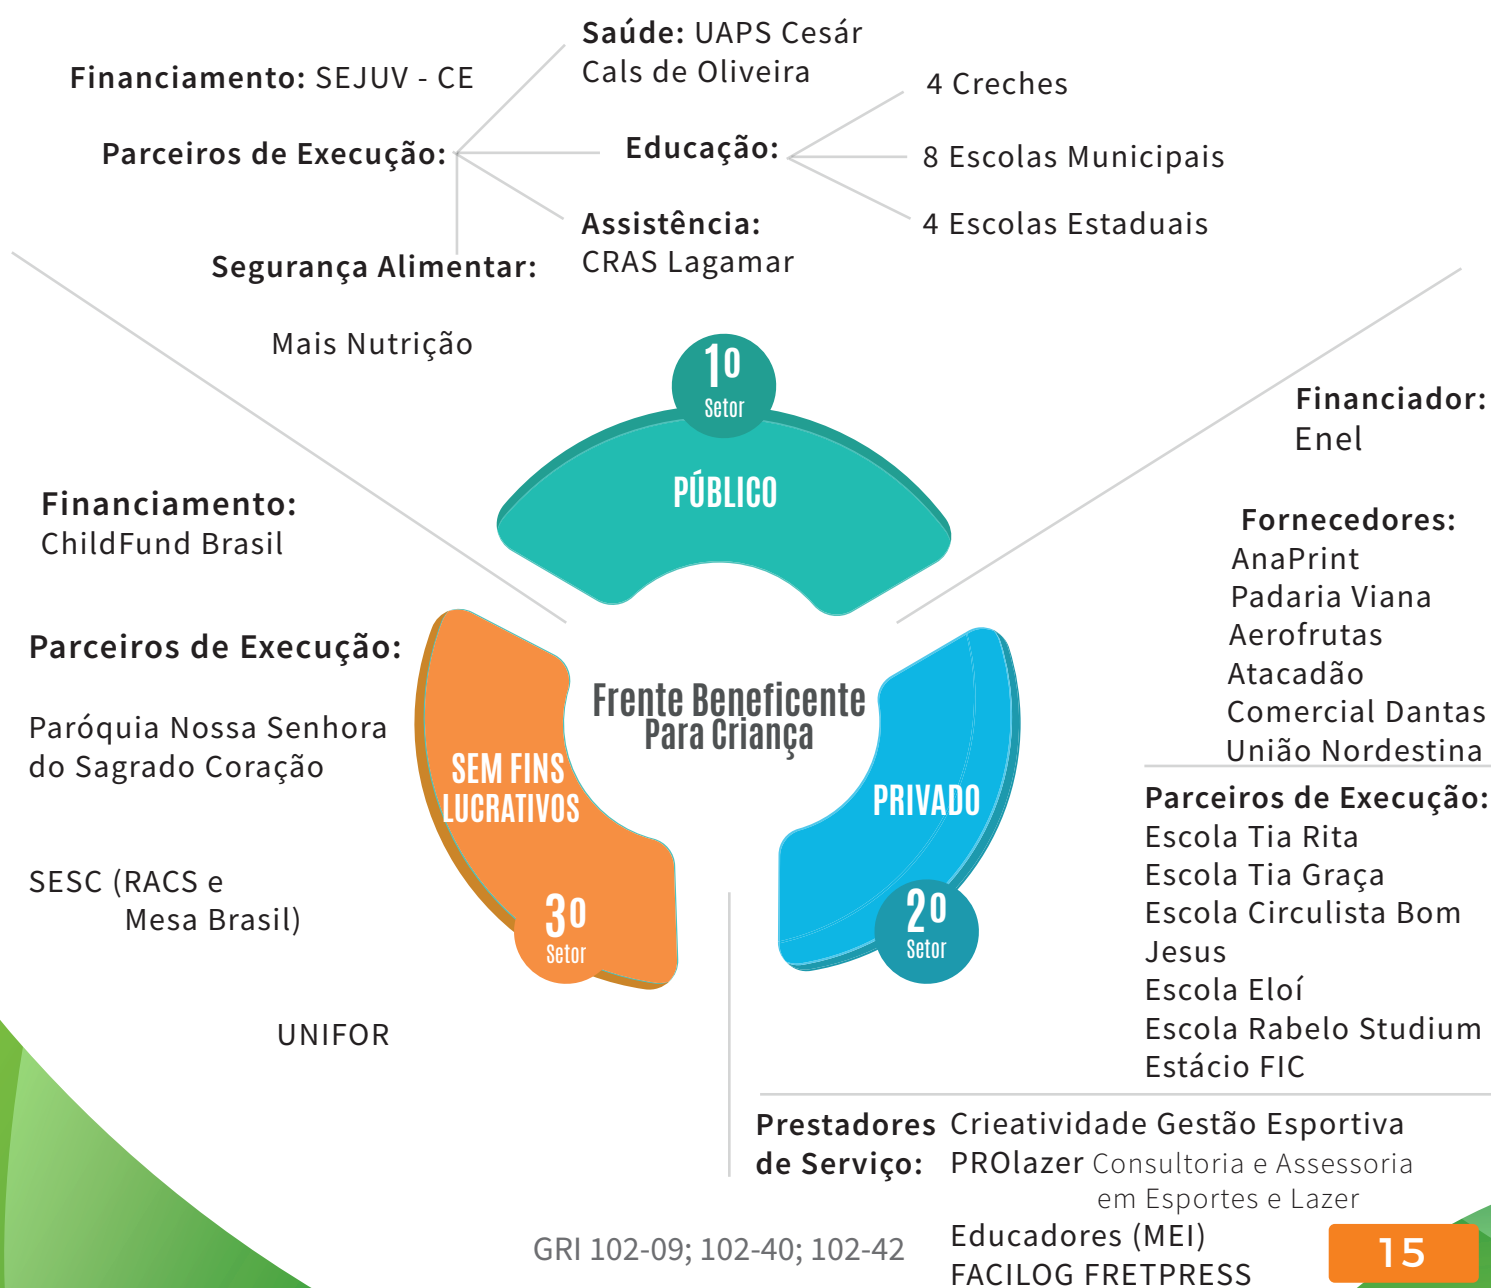 Financiamento: SEJUV - CE
Parceiros de Execução:
Saúde: UAPS Cesár
Cals de Oliveira
Educação:
4 Creches
8 Escolas Municipais
4 Escolas Estaduais
Assistência:
CRAS Lagamar
Segurança Alimentar:
Mais Nutrição
1º
Setor
PÚBLICO
Financiamento:
ChildFund Brasil
Parceiros de Execução:
Paróquia Nossa Senhora
do Sagrado Coração
SESC (RACS e
Mesa Brasil)
UNIFOR
SEM FINS
LUCRATIVOS
3º
Setor
Frente Beneficente
Para Criança
PRIVADO
2º
Setor
Financiador:
Enel
Fornecedores:
AnaPrint
Padaria Viana
Aerofrutas
Atacadão
Comercial Dantas
União Nordestina
Parceiros de Execução:
Escola Tia Rita
Escola Tia Graça
Escola Circulista Bom
Jesus
Escola Eloí
Escola Rabelo Studium
Estácio FIC
Prestadores
de Serviço:
Crieatividade Gestão Esportiva
PROlazer Consultoria e Assessoria
em Esportes e Lazer
Educadores (MEI)
FACILOG FRETPRESS
GRI 102-09; 102-40; 102-42
15